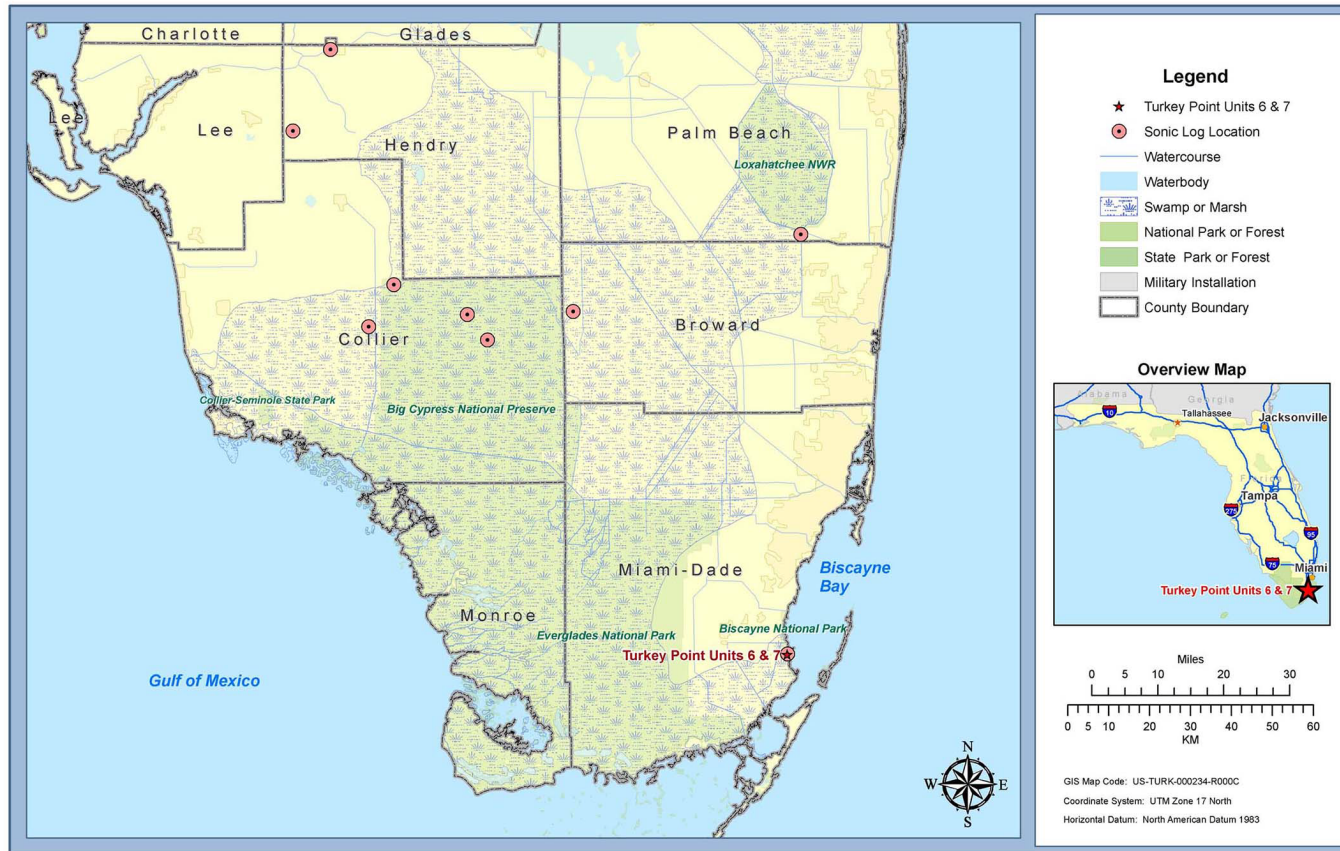 Charlotte
Glades
Lee
Lee
Hendry
Palm Beach
Loxahatchee NWR
Collier
Broward
Collier-Seminole State Park
Big Cypress National Preserve
Miami-Dade
Biscayne
Bay
Monroe
Everglades National Park
Biscayne National Park
Turkey Point Units 6 & 7
Gulf of Mexico
N
W
E
S
Legend
Turkey Point Units 6 & 7
Sonic Log Location
Watercourse
Waterbody
Swamp or Marsh
National Park or Forest
State Park or Forest
Military Installation
County Boundary
Overview Map
Alabama
Georgia
10
Tallahassee
Jacksonville
Florida
Tampa
275
95
75
Miami
Turkey Point Units 6 & 7
Miles
0 5 10 20 30
0 5 10 20 30 40 50 60
KM
GIS Map Code: US-TURK-000234-R000C
Coordinate System: UTM Zone 17 North
Horizontal Datum: North American Datum 1983